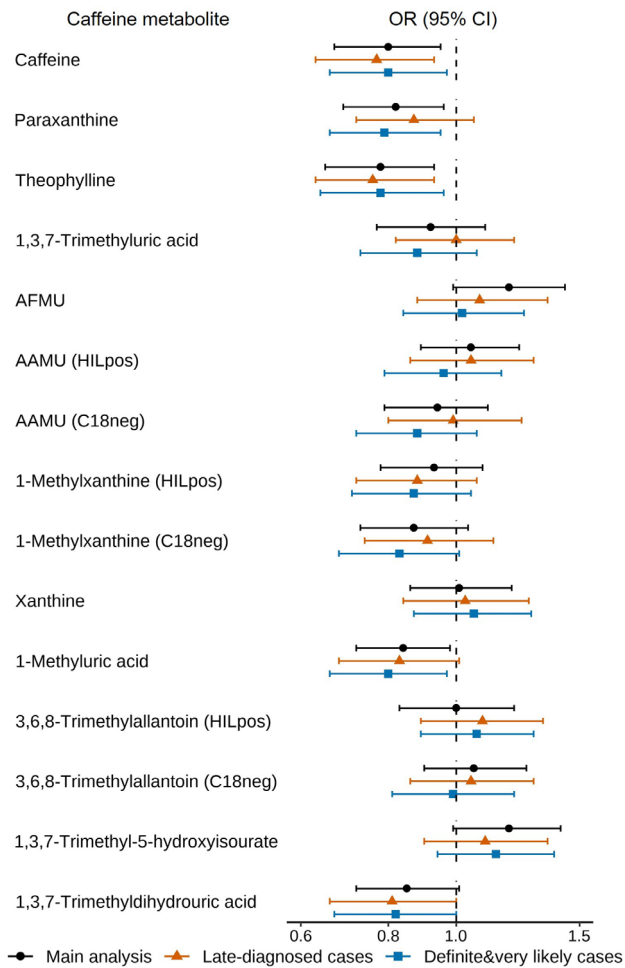 Caffeine metabolite OR (95% CI)
Caffeine
Paraxanthine
Theophylline
1,3,7-Trimethyluric acid
AFMU
AAMU (HILpos)
AAMU (C18neg)
1-Methylxanthine (HILpos)
1-Methylxanthine (C18neg)
Xanthine
1-Methyluric acid
3,6,8-Trimethylallantoin (HILpos)
3,6,8-Trimethylallantoin (C18neg)
1,3,7-Trimethyl-5-hydroxyisourate
1,3,7-Trimethyldihydrouric acid
0.6 0.8 1.0 1.5
Main analysis Late-diagnosed cases Definite&very likely cases